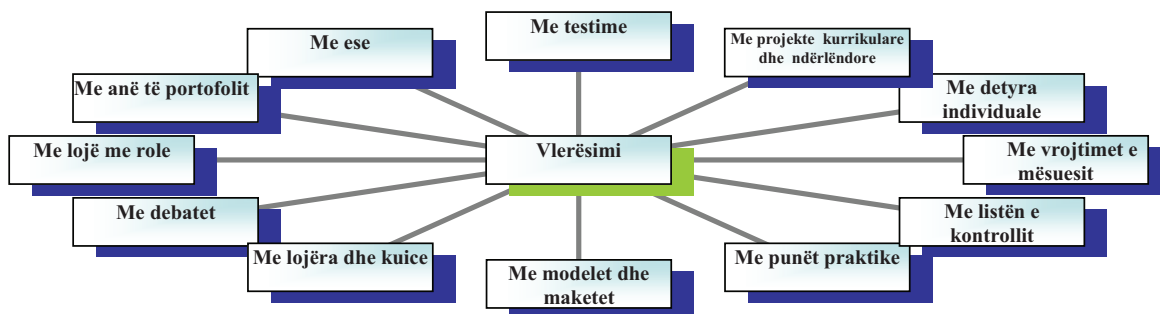 Me testime
Me ese
Me projekte kurrikulare
dhe ndërlëndore
Me anë të portofolit
Me detyra
individuale
Vlerësimi
Me lojë me role
Me vrojtimet e
mësuesit
Me debatet
Me listën e
kontrollit
Me lojëra dhe kuice
Me punët praktike
Me modelet dhe
maketet